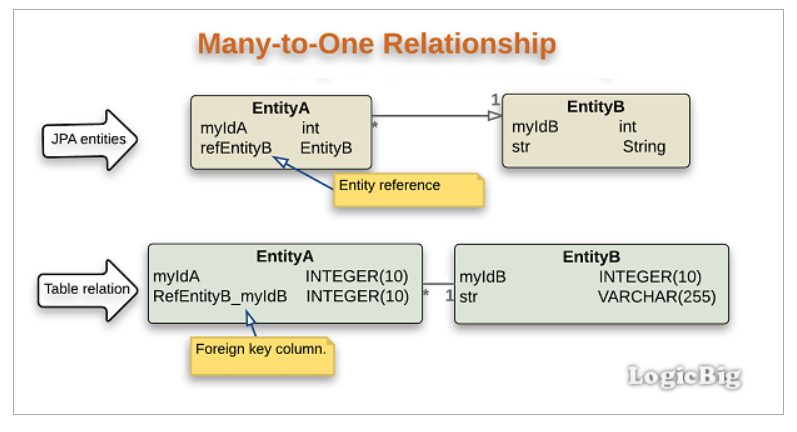 Many-to-One Relationship
JPA entities
EntityA
myIdA int
refEntityB EntityB
*
1
EntityB
myIdB int
str String
Entity reference
Table relation
EntityA
myIdA INTEGER(10)
RefEntityB_myIdB INTEGER(10)
* 1
EntityB
myIdB INTEGER(10)
str VARCHAR(255)
Foreign key column.
LogicBig